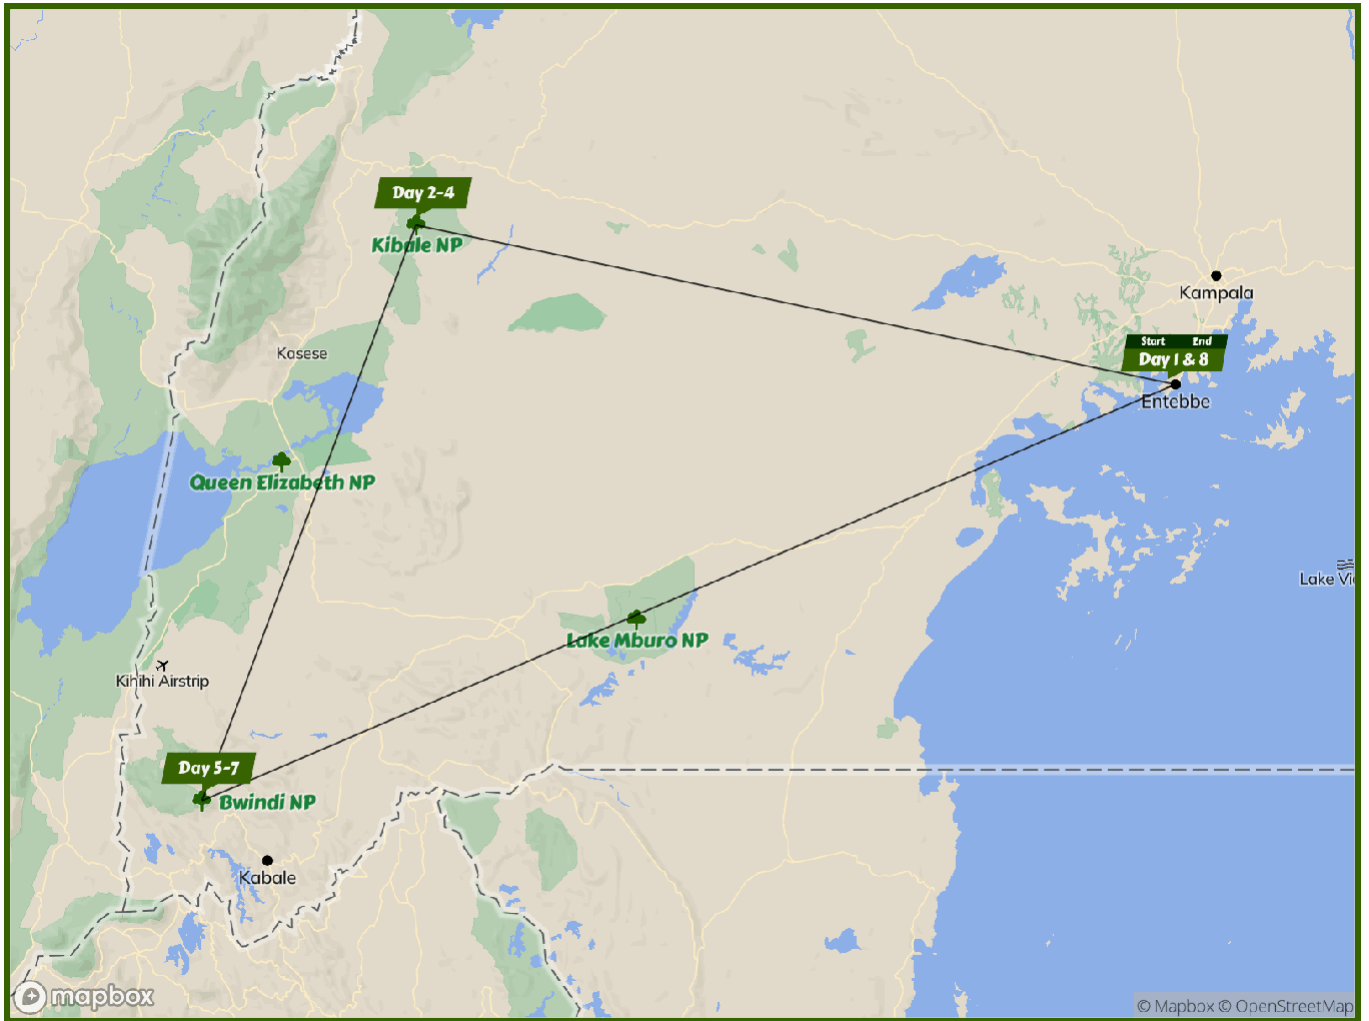 Day 2-4
Kibale NP
Kampala
Start End
Day 1 & 8
Entebbe
Kasese
Queen Elizabeth NP
Lake Mburo NP
Kihihi Airstrip
Day 5-7
Bwindi NP
Kabale
Lake Vi
mapbox
© Mapbox © OpenStreetMap